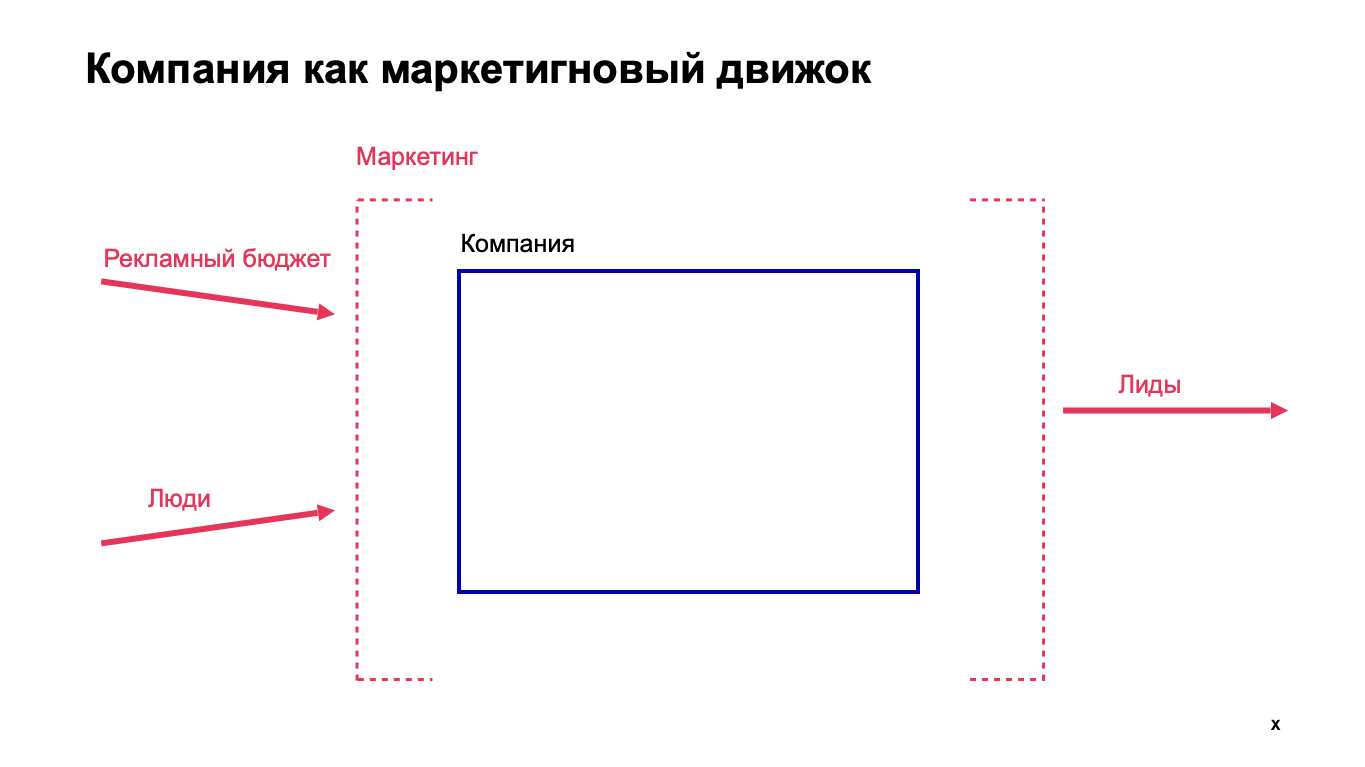 Компания как маркетигновый движок
Маркетинг
Компания
Рекламный бюджет
Лиды
Люди
x